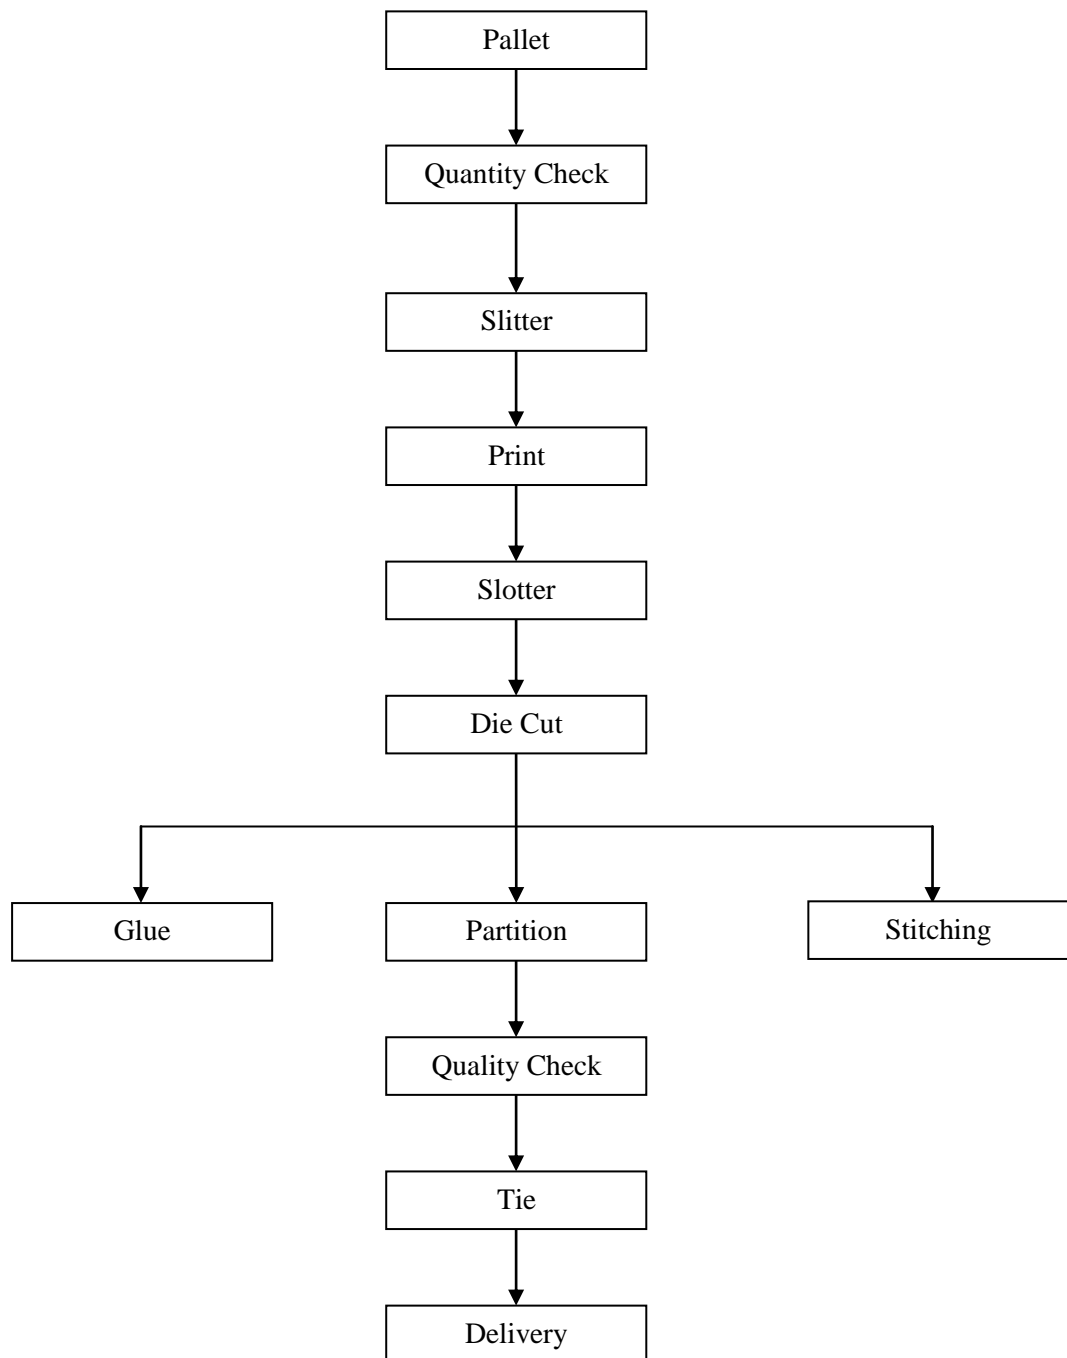 Pallet
Quantity Check
Slitter
Print
Slotter
Die Cut
Glue
Partition
Stitching
Quality Check
Tie
Delivery